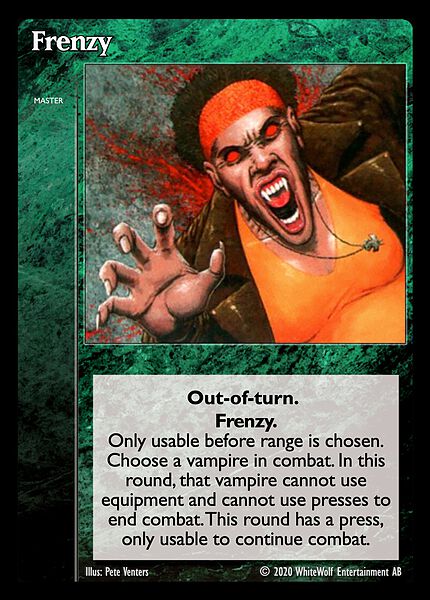 Frenzy
MASTER
Out-of-turn.
Frenzy.
Only usable before range is chosen.
Choose a vampire in combat. In this
round, that vampire cannot use
equipment and cannot use presses to
end combat. This round has a press,
only usable to continue combat.
Illus: Pete Venters
© 2020 WhiteWolf Entertainment AB